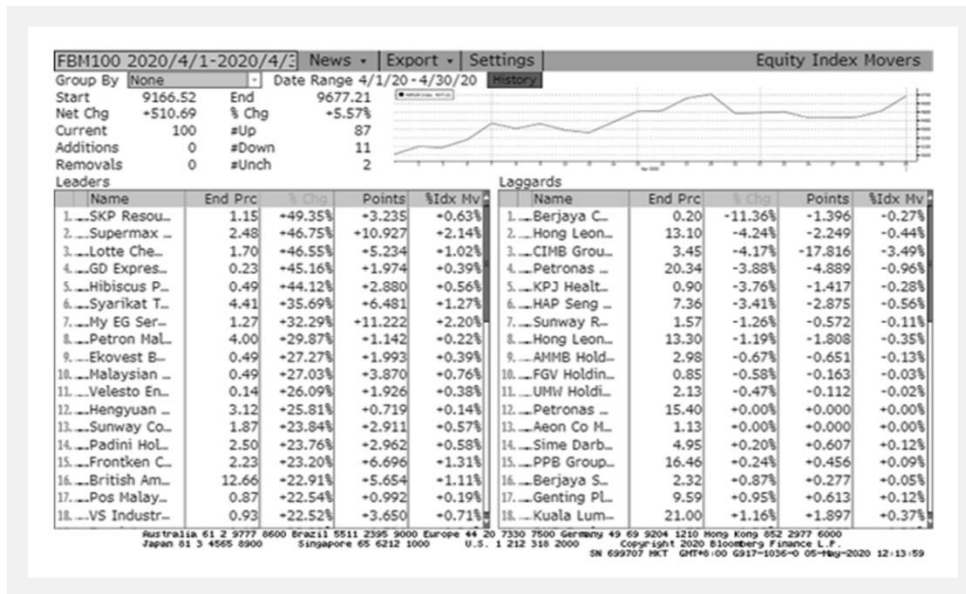 FBM100 2020/4/1-2020/4/3 News Export Settings Equity Index Movers
Group By None Date Range 4/1/20-4/30/20 History
Start 9166.52 End 9677.21
Net Chg +510.69 % Chg +5.57%
Current 100 #Up 87
Additions 0 #Down 11
Removals 0 #Unch 2
Leaders
Name End Prc % Chg Points %Idx Mv
1. SKP Resou… 1.15 +49.35% +3.235 +0.63%
2. Supermax … 2.48 +46.75% +10.927 +2.14%
3. Lotte Che… 1.70 +46.55% +5.234 +1.02%
4. GD Expres… 0.23 +45.16% +1.974 +0.39%
5. Hibiscus P… 0.49 +44.12% +2.880 +0.56%
6. Syarikat T… 4.41 +35.69% +6.481 +1.27%
7. My EG Ser… 1.27 +32.29% +11.222 +2.20%
8. Petron Mal… 4.00 +29.87% +1.142 +0.22%
9. Ekovest B… 0.49 +27.27% +1.993 +0.39%
10. Malaysian … 0.49 +27.03% +3.870 +0.76%
11. Velesto En… 0.14 +26.09% +1.926 +0.38%
12. Hengyuan … 3.12 +25.81% +0.719 +0.14%
13. Sunway Co… 1.87 +23.84% +2.911 +0.57%
14. Padini Hol… 2.50 +23.76% +2.962 +0.58%
15. Frontken C… 2.23 +23.20% +6.696 +1.31%
16. British Am… 12.66 +22.91% +5.654 +1.11%
17. Pos Malay… 0.87 +22.54% +0.992 +0.19%
18. VS Industr… 0.93 +22.52% +3.650 +0.71%
Laggards
Name End Prc % Chg Points %Idx Mv
1. Berjaya C… 0.20 -11.36% -1.396 -0.27%
2. Hong Leon… 13.10 -4.24% -2.249 -0.44%
3. CIMB Grou… 3.45 -4.17% -17.816 -3.49%
4. Petronas … 20.34 -3.88% -4.889 -0.96%
5. KPJ Healt… 0.90 -3.76% -1.417 -0.28%
6. HAP Seng … 7.36 -3.41% -2.875 -0.56%
7. Sunway R… 1.57 -1.26% -0.572 -0.11%
8. Hong Leon… 13.30 -1.19% -1.808 -0.35%
9. AMMB Hold… 2.98 -0.67% -0.651 -0.13%
10. FGV Holdin… 0.85 -0.58% -0.163 -0.03%
11. UMW Holdi… 2.13 -0.47% -0.112 -0.02%
12. Petronas … 15.40 +0.00% +0.000 +0.00%
13. Aeon Co M… 1.13 +0.00% +0.000 +0.00%
14. Sime Darb… 4.95 +0.20% +0.607 +0.12%
15. PPB Group… 16.46 +0.24% +0.456 +0.09%
16. Berjaya S… 2.32 +0.87% +0.277 +0.05%
17. Genting Pl… 9.59 +0.95% +0.613 +0.12%
18. Kuala Lum… 21.00 +1.16% +1.897 +0.37%
Australia 61 2 9777 8600 Brazil 5511 2395 9000 Europe 44 20 7330 7500 Germany 49 69 9204 1210 Hong Kong 852 2977 6000
Japan 81 3 4565 8900 Singapore 65 6212 1000 U.S. 1 212 318 2000 Copyright 2020 Bloomberg Finance L.P.
SN 699707 HKT GMT+8:00 G917-1036-0 05-May-2020 12:13:59